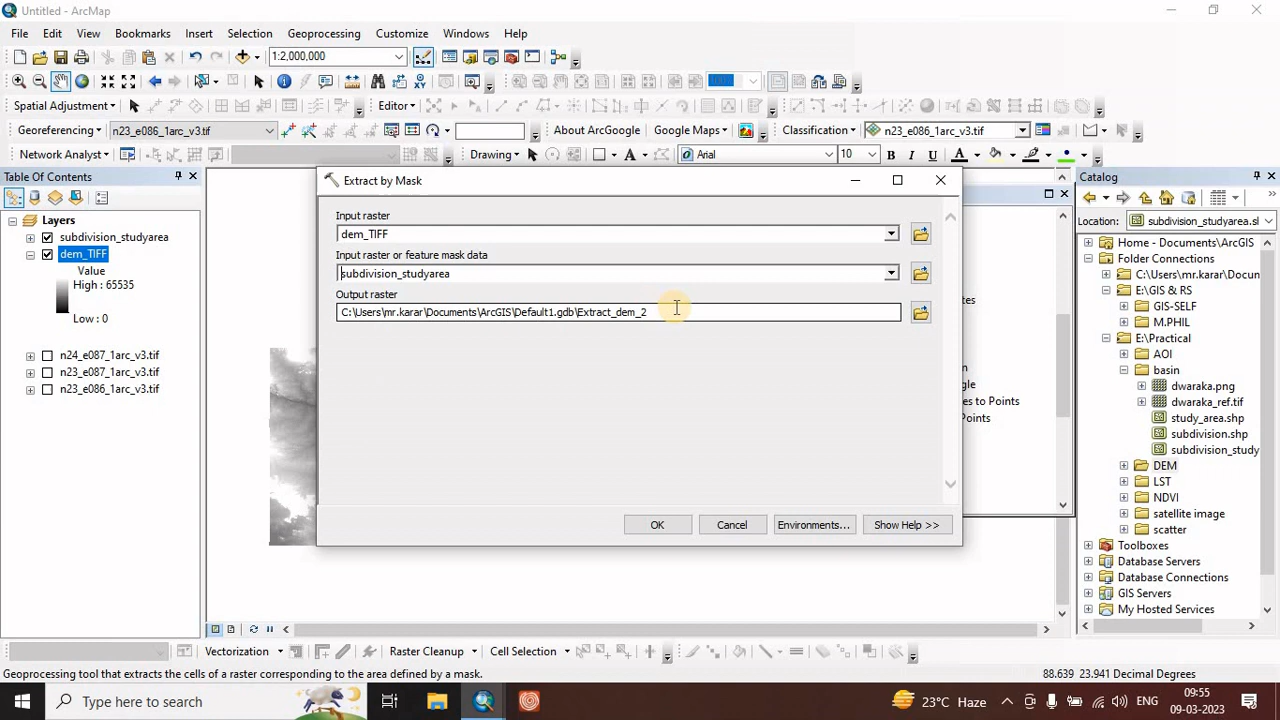 Untitled - ArcMap
File Edit View Bookmarks Insert Selection Geoprocessing Customize Windows Help
1:2,000,000
Spatial Adjustment
Editor
Georeferencing
n23_e086_1arc_v3.tif
About ArcGoogle
Google Maps
Classification
n23_e086_1arc_v3.tif
Network Analyst
Drawing
A
Arial
10
B I U A
Table Of Contents
Layers
subdivision_studyarea
dem_TIFF
Value
High : 65535
Low : 0
n24_e087_1arc_v3.tif
n23_e087_1arc_v3.tif
n23_e086_1arc_v3.tif
Extract by Mask
Input raster
dem_TIFF
Input raster or feature mask data
subdivision_studyarea
Output raster
C:\Users\mr.karar\Documents\ArcGIS\Default1.gdb\Extract_dem_2
OK
Cancel
Environments...
Show Help >>
es to Points
Points
Catalog
Location:
subdivision_studyarea.sl
Home - Documents\ArcGIS
Folder Connections
C:\Users\mr.karar\Docun
E:\GIS & RS
GIS-SELF
M.PHIL
E:\Practical
AOI
basin
dwaraka.png
dwaraka_ref.tif
study_area.shp
subdivision.shp
subdivision_study
DEM
LST
NDVI
satellite image
scatter
Toolboxes
Database Servers
Database Connections
GIS Servers
My Hosted Services
Vectorization
Raster Cleanup
Cell Selection
Geoprocessing tool that extracts the cells of a raster corresponding to the area defined by a mask.
88.639 23.941 Decimal Degrees
Type here to search
23°C Haze
ENG
09:55
09-03-2023